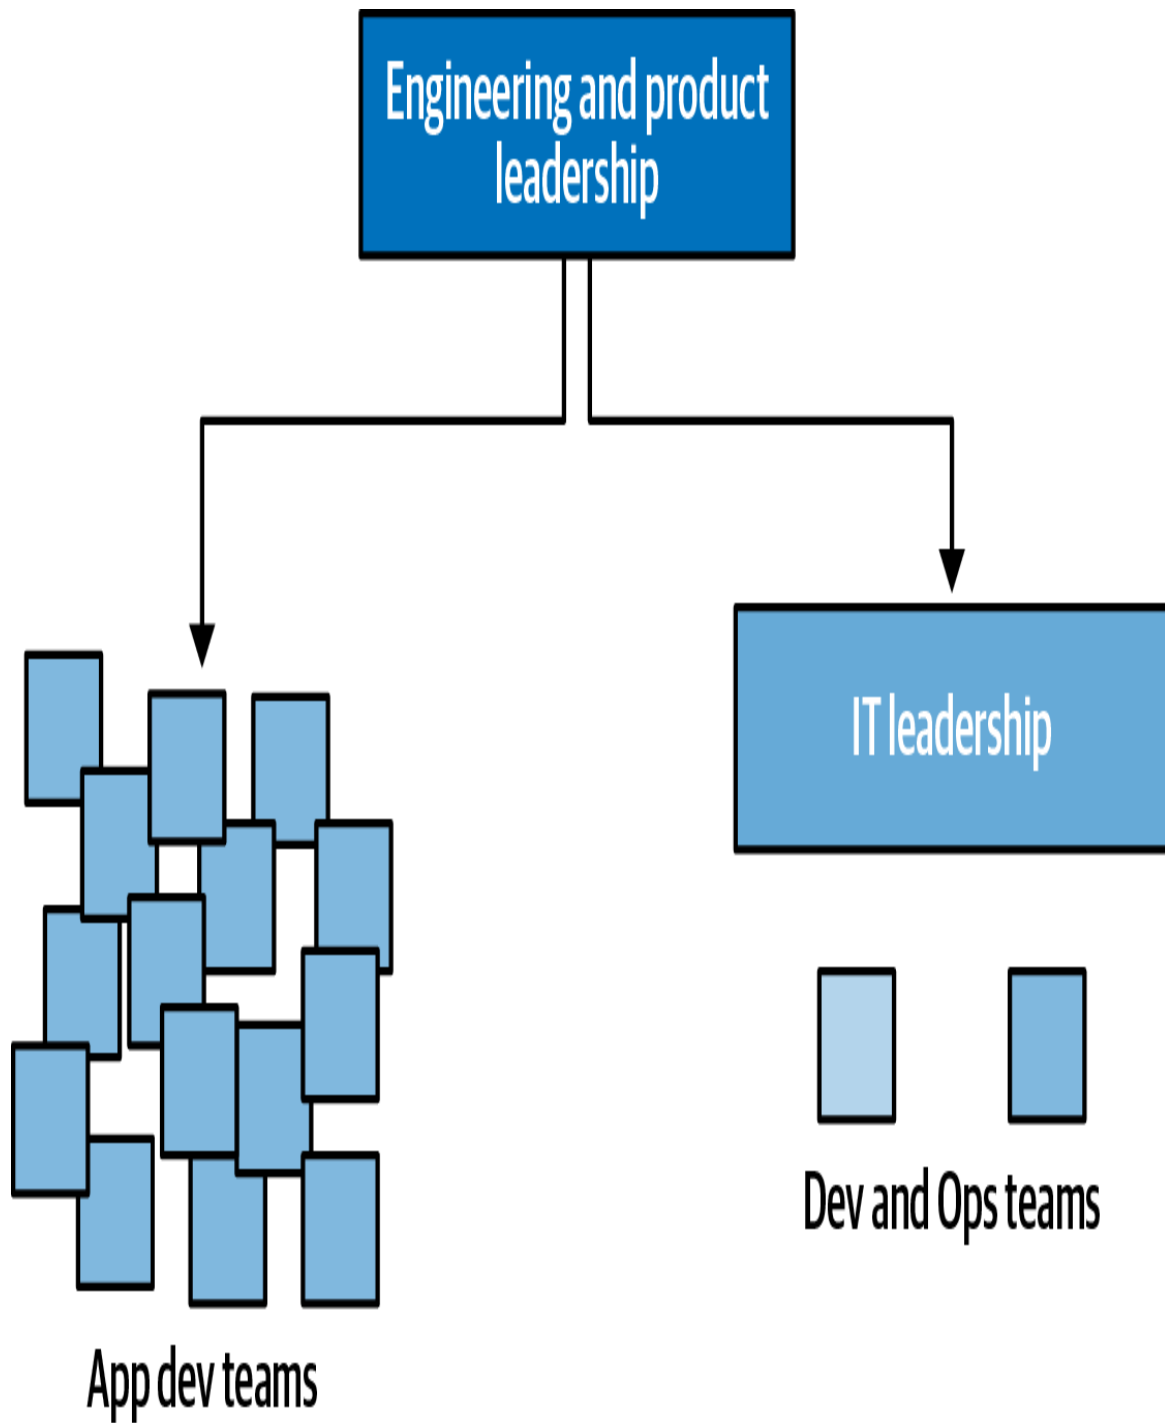 Engineering and product
leadership
IT leadership
Dev and Ops teams
App dev teams